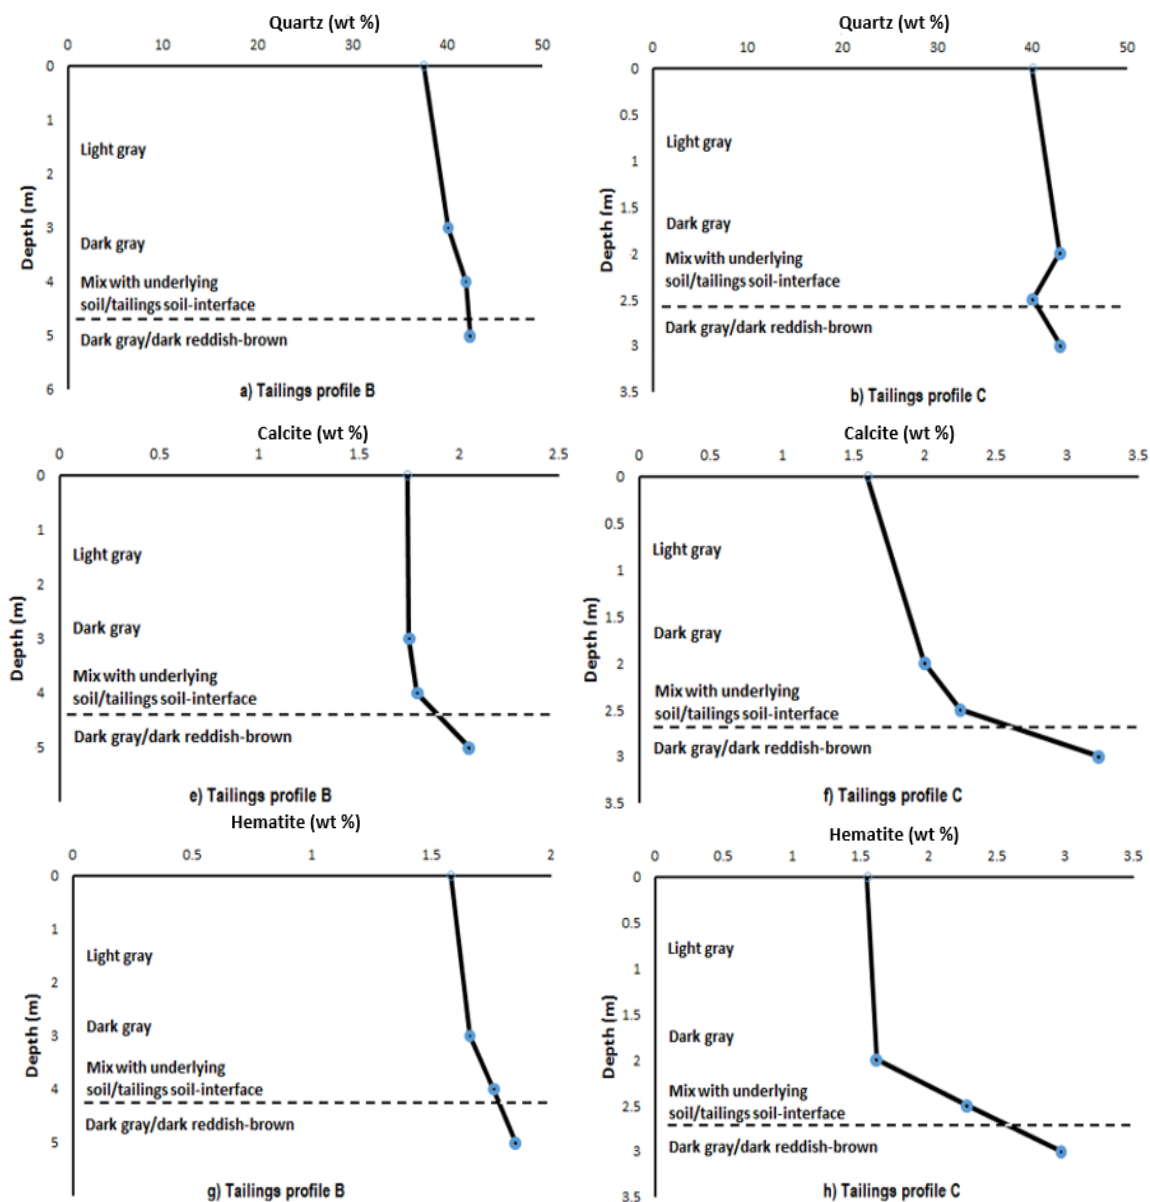 Quartz (wt %)
0 10 20 30 40 50
0
1
2
3
4
5
6
Depth (m)
Light gray
Dark gray
Mix with underlying
soil/tailings soil-interface
Dark gray/dark reddish-brown
a) Tailings profile B
Quartz (wt %)
0 10 20 30 40 50
0
0.5
1
1.5
2
2.5
3
3.5
Depth (m)
Light gray
Dark gray
Mix with underlying
soil/tailings soil-interface
Dark gray/dark reddish-brown
b) Tailings profile C
Calcite (wt %)
0 0.5 1 1.5 2 2.5
0
1
2
3
4
5
Depth (m)
Light gray
Dark gray
Mix with underlying
soil/tailings soil-interface
Dark gray/dark reddish-brown
e) Tailings profile B
Calcite (wt %)
0 0.5 1 1.5 2 2.5 3 3.5
0
0.5
1
1.5
2
2.5
3
3.5
Depth (m)
Light gray
Dark gray
Mix with underlying
soil/tailings soil-interface
Dark gray/dark reddish-brown
f) Tailings profile C
Hematite (wt %)
0 0.5 1 1.5 2
0
1
2
3
4
5
Depth (m)
Light gray
Dark gray
Mix with underlying
soil/tailings soil-interface
Dark gray/dark reddish-brown
g) Tailings profile B
Hematite (wt %)
0 0.5 1 1.5 2 2.5 3 3.5
0
0.5
1
1.5
2
2.5
3
3.5
Depth (m)
Light gray
Dark gray
Mix with underlying
soil/tailings soil-interface
Dark gray/dark reddish-brown
h) Tailings profile C